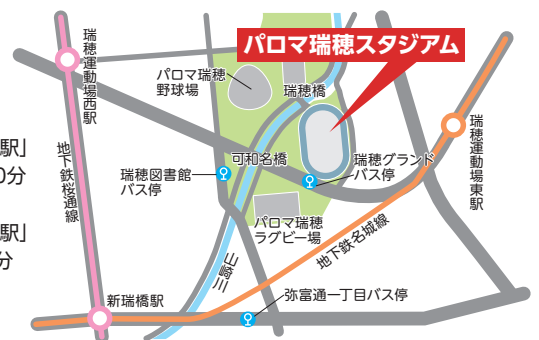 パロマ瑞穂スタジアム
瑞穂運動場西駅
パロマ瑞穂
野球場
瑞穂橋
駅」
0分
地下鉄桜通線
瑞穂図書館
バス停
可和名橋
瑞穂グランド
バス停
瑞穂運動場東駅
パロマ瑞穂
ラグビー場
駅」
分
山崎川
地下鉄名城線
新瑞橋駅
弥富通一丁目バス停